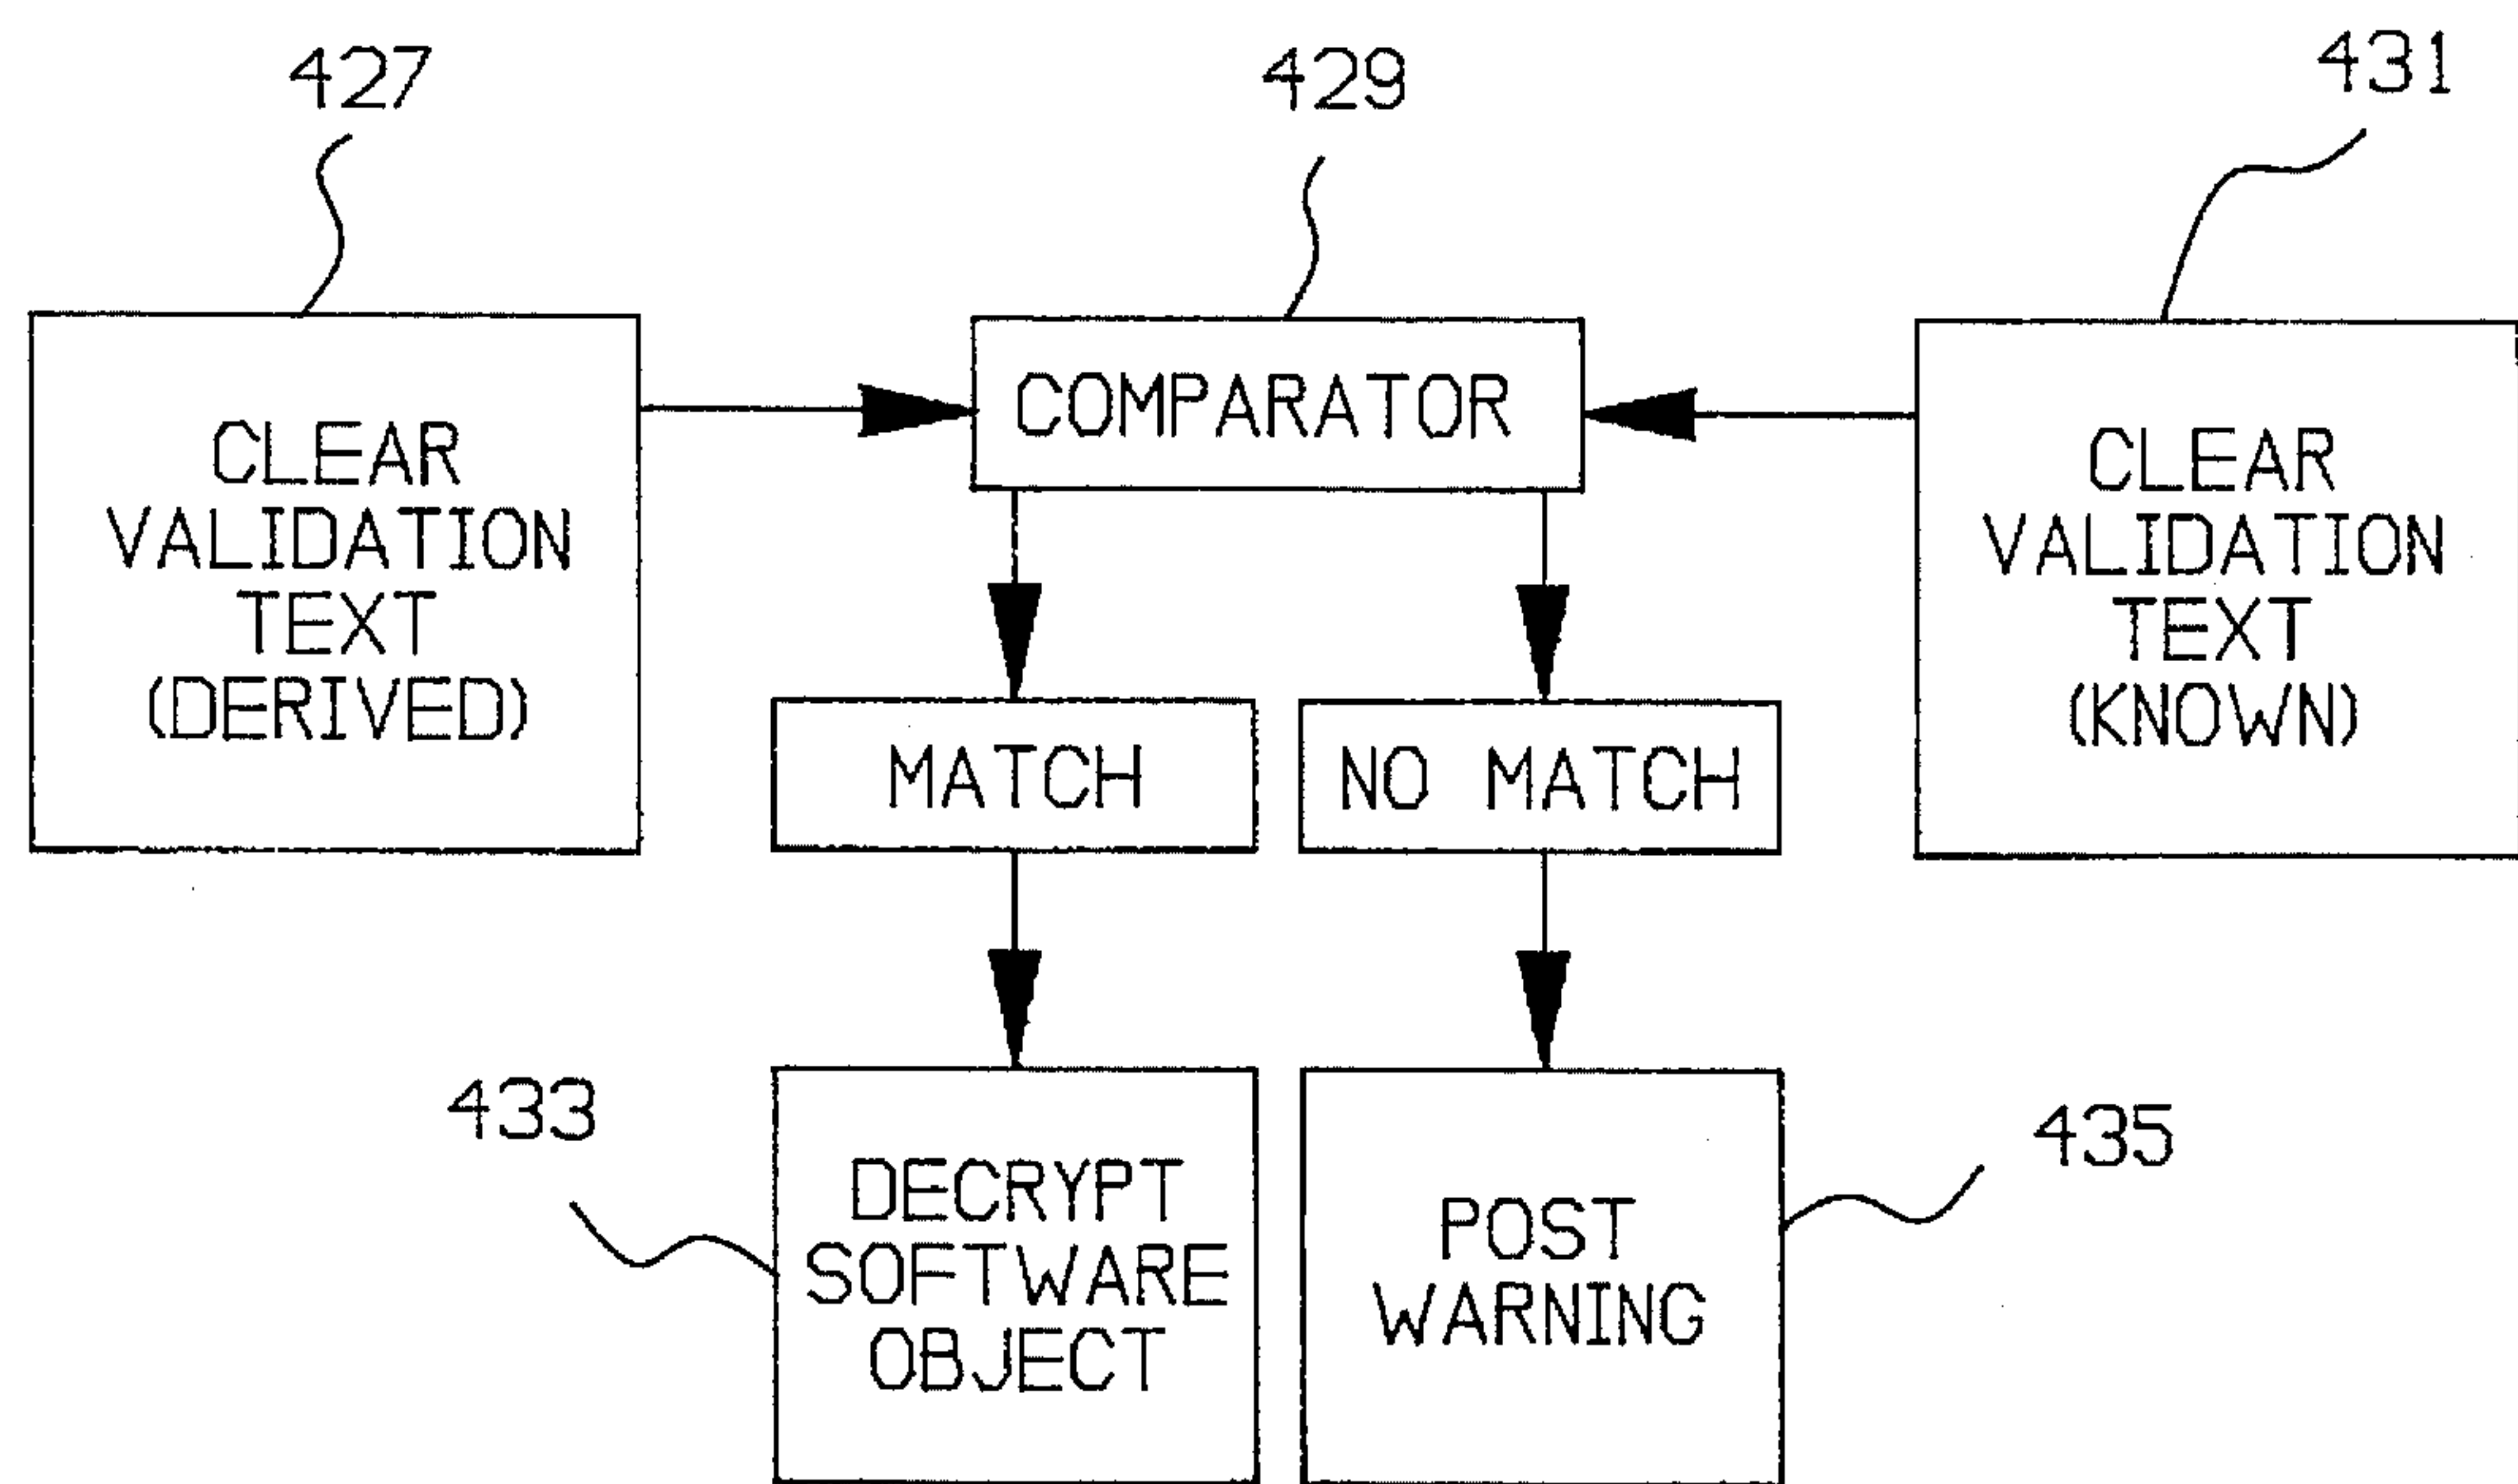 427
429
431
CLEAR
VALIDATION
TEXT
(DERIVED)
COMPARATOR
CLEAR
VALIDATION
TEXT
(KNOWN)
MATCH
NO MATCH
433
435
DECRYPT
SOFTWARE
OBJECT
POST
WARNING